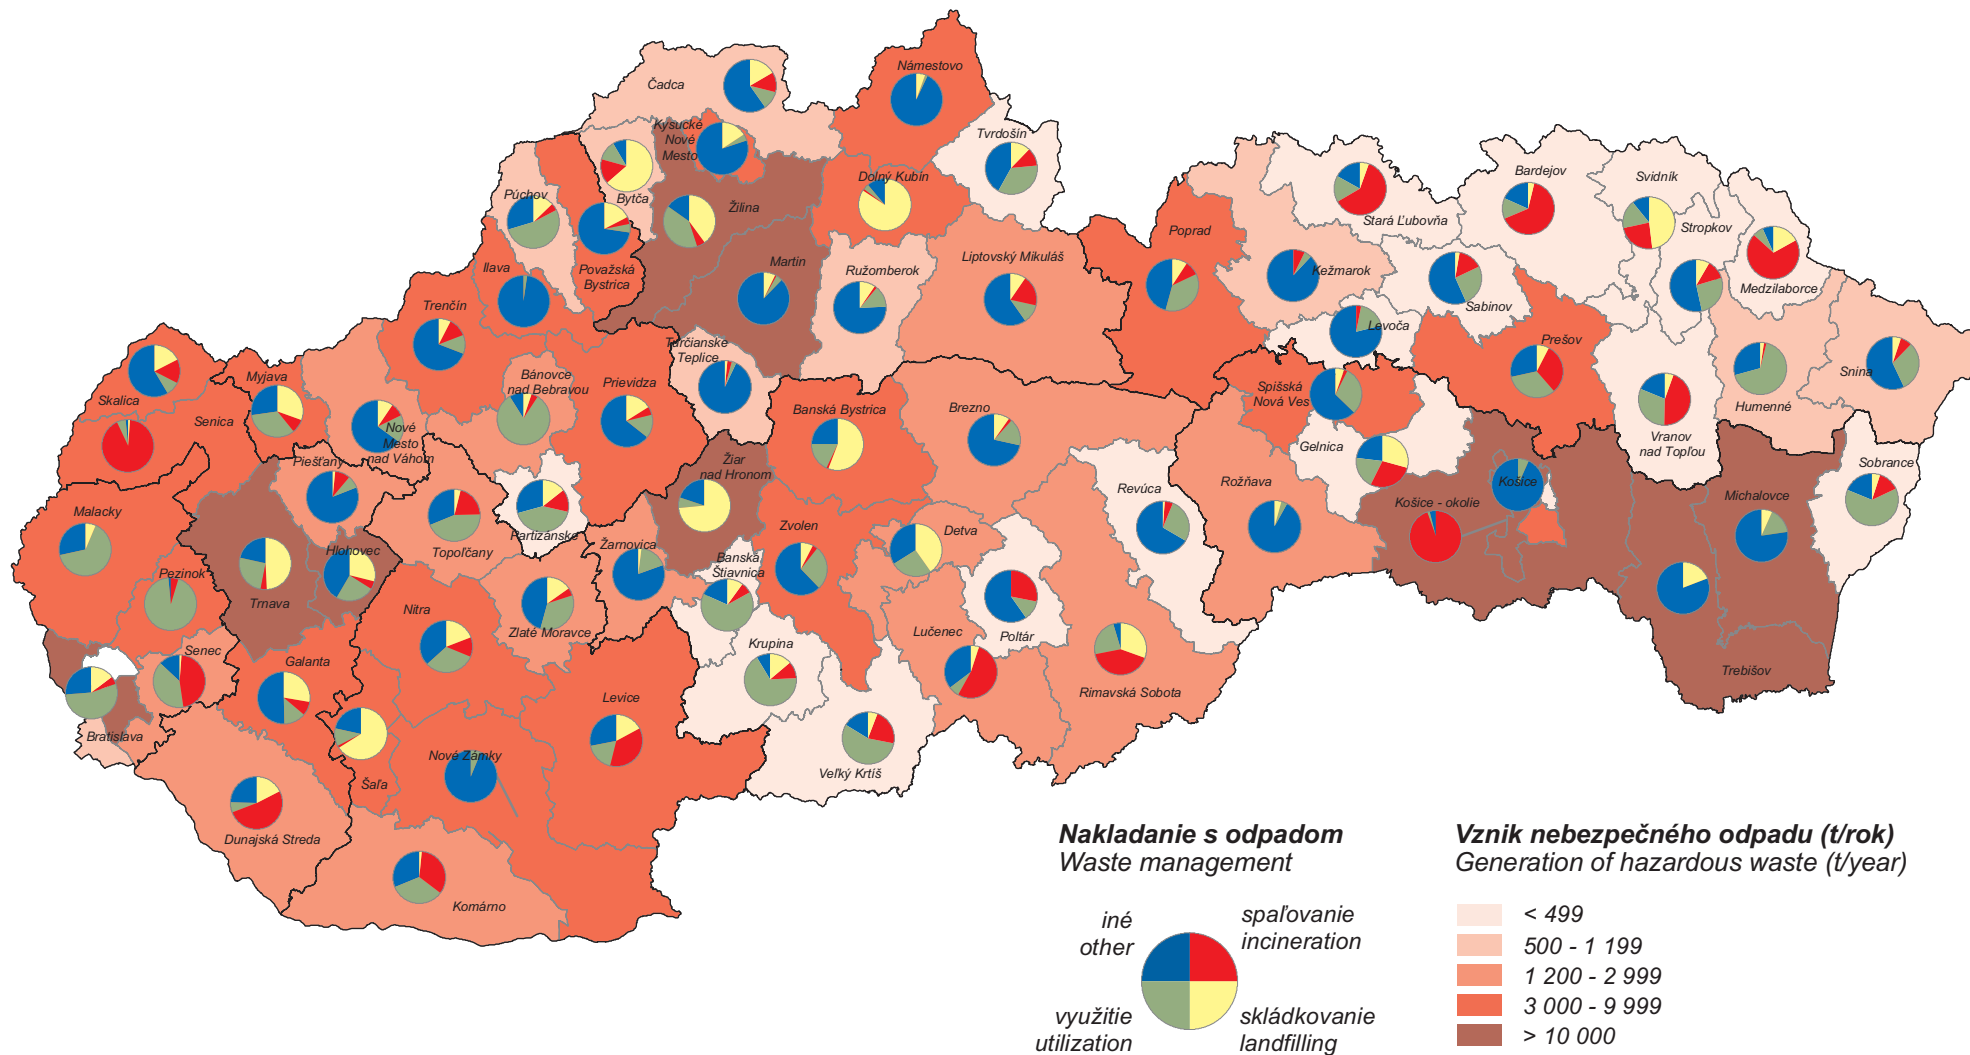 Námestovo
Čadca
Kysucké
Nové
Mesto
Tvrdošín
Bardejov
Svidník
Púchov
Bytča
Dolný Kubín
Žilina
Stará Ľubovňa
Stropkov
Poprad
Ilava
Považská
Bystrica
Martin
Ružomberok
Liptovský Mikuláš
Kežmarok
Sabinov
Medzilaborce
Trenčín
Levoča
Turčianske
Teplice
Prešov
Snina
Skalica
Myjava
Bánovce
nad Bebravou
Prievidza
Spišská
Nová Ves
Humenné
Senica
Nové
Mesto
nad Váhom
Banská Bystrica
Brezno
Vranov
nad Topľou
Gelnica
Piešťany
Žiar
nad Hronom
Sobrance
Košice
Malacky
Revúca
Rožňava
Michalovce
Partizánske
Topoľčany
Zvolen
Detva
Košice - okolie
Žarnovica
Banská
Štiavnica
Hlohovec
Pezinok
Trnava
Nitra
Zlaté Moravce
Lučenec
Poltár
Krupina
Senec
Galanta
Levice
Rimavská Sobota
Trebišov
Bratislava
Nové Zámky
Šaľa
Veľký Krtíš
Dunajská Streda
Komárno
Nakladanie s odpadom
Waste management
iné
other
spaľovanie
incineration
využitie
utilization
skládkovanie
landfilling
Vznik nebezpečného odpadu (t/rok)
Generation of hazardous waste (t/year)
< 499
500 - 1 199
1 200 - 2 999
3 000 - 9 999
> 10 000